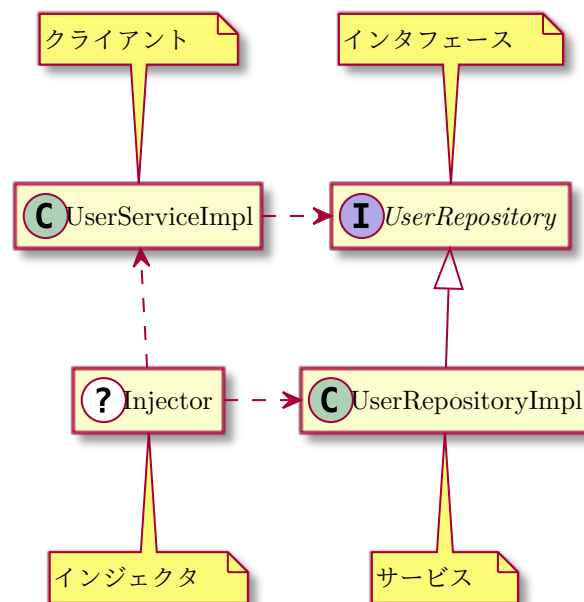 クライアント
インタフェース
C UserServiceImpl
I UserRepository
? Injector
C UserRepositoryImpl
インジェクタ
サービス